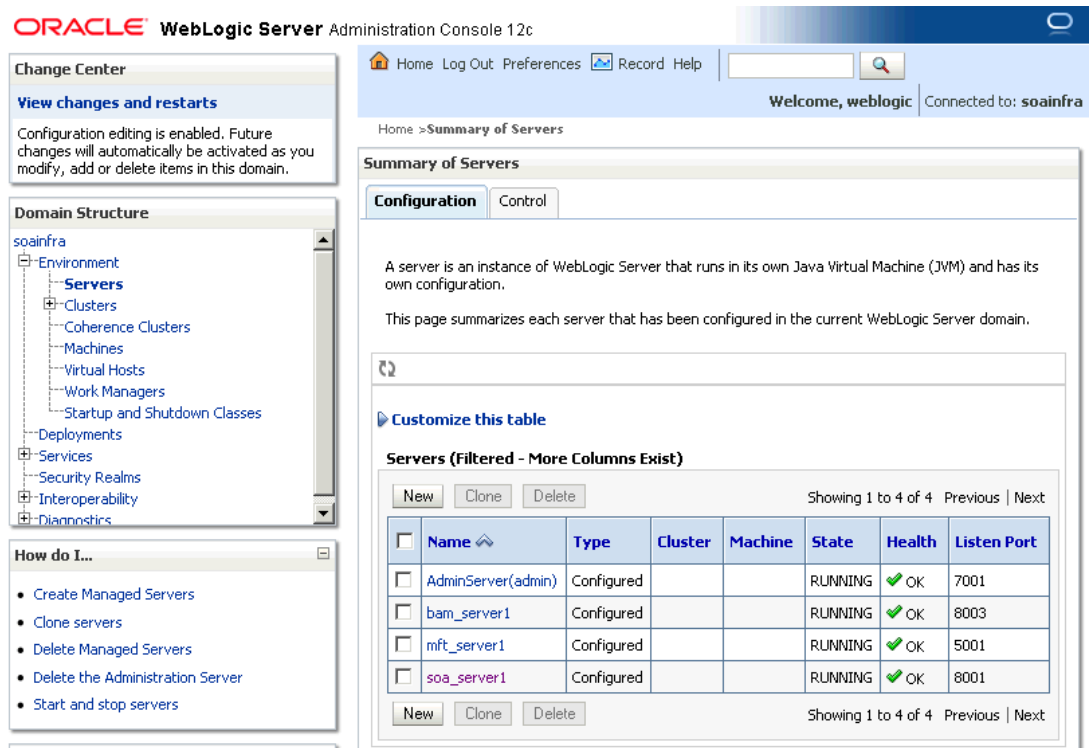 ORACLE WebLogic Server Administration Console 12c
Change Center
View changes and restarts
Configuration editing is enabled. Future
changes will automatically be activated as you
modify, add or delete items in this domain.
Domain Structure
soainfra
Environment
Servers
Clusters
Coherence Clusters
Machines
Virtual Hosts
Work Managers
Startup and Shutdown Classes
Deployments
Services
Security Realms
Interoperability
Diagnostics
How do I...
Create Managed Servers
Clone servers
Delete Managed Servers
Delete the Administration Server
Start and stop servers
Home Log Out Preferences Record Help
Welcome, weblogic Connected to: soainfra
Home >Summary of Servers
Summary of Servers
Configuration Control
A server is an instance of WebLogic Server that runs in its own Java Virtual Machine (JVM) and has its
own configuration.
This page summarizes each server that has been configured in the current WebLogic Server domain.
Customize this table
Servers (Filtered - More Columns Exist)
New Clone Delete Showing 1 to 4 of 4 Previous | Next
Name Type Cluster Machine State Health Listen Port
AdminServer(admin) Configured RUNNING OK 7001
bam_server1 Configured RUNNING OK 8003
mft_server1 Configured RUNNING OK 5001
soa_server1 Configured RUNNING OK 8001
New Clone Delete Showing 1 to 4 of 4 Previous | Next